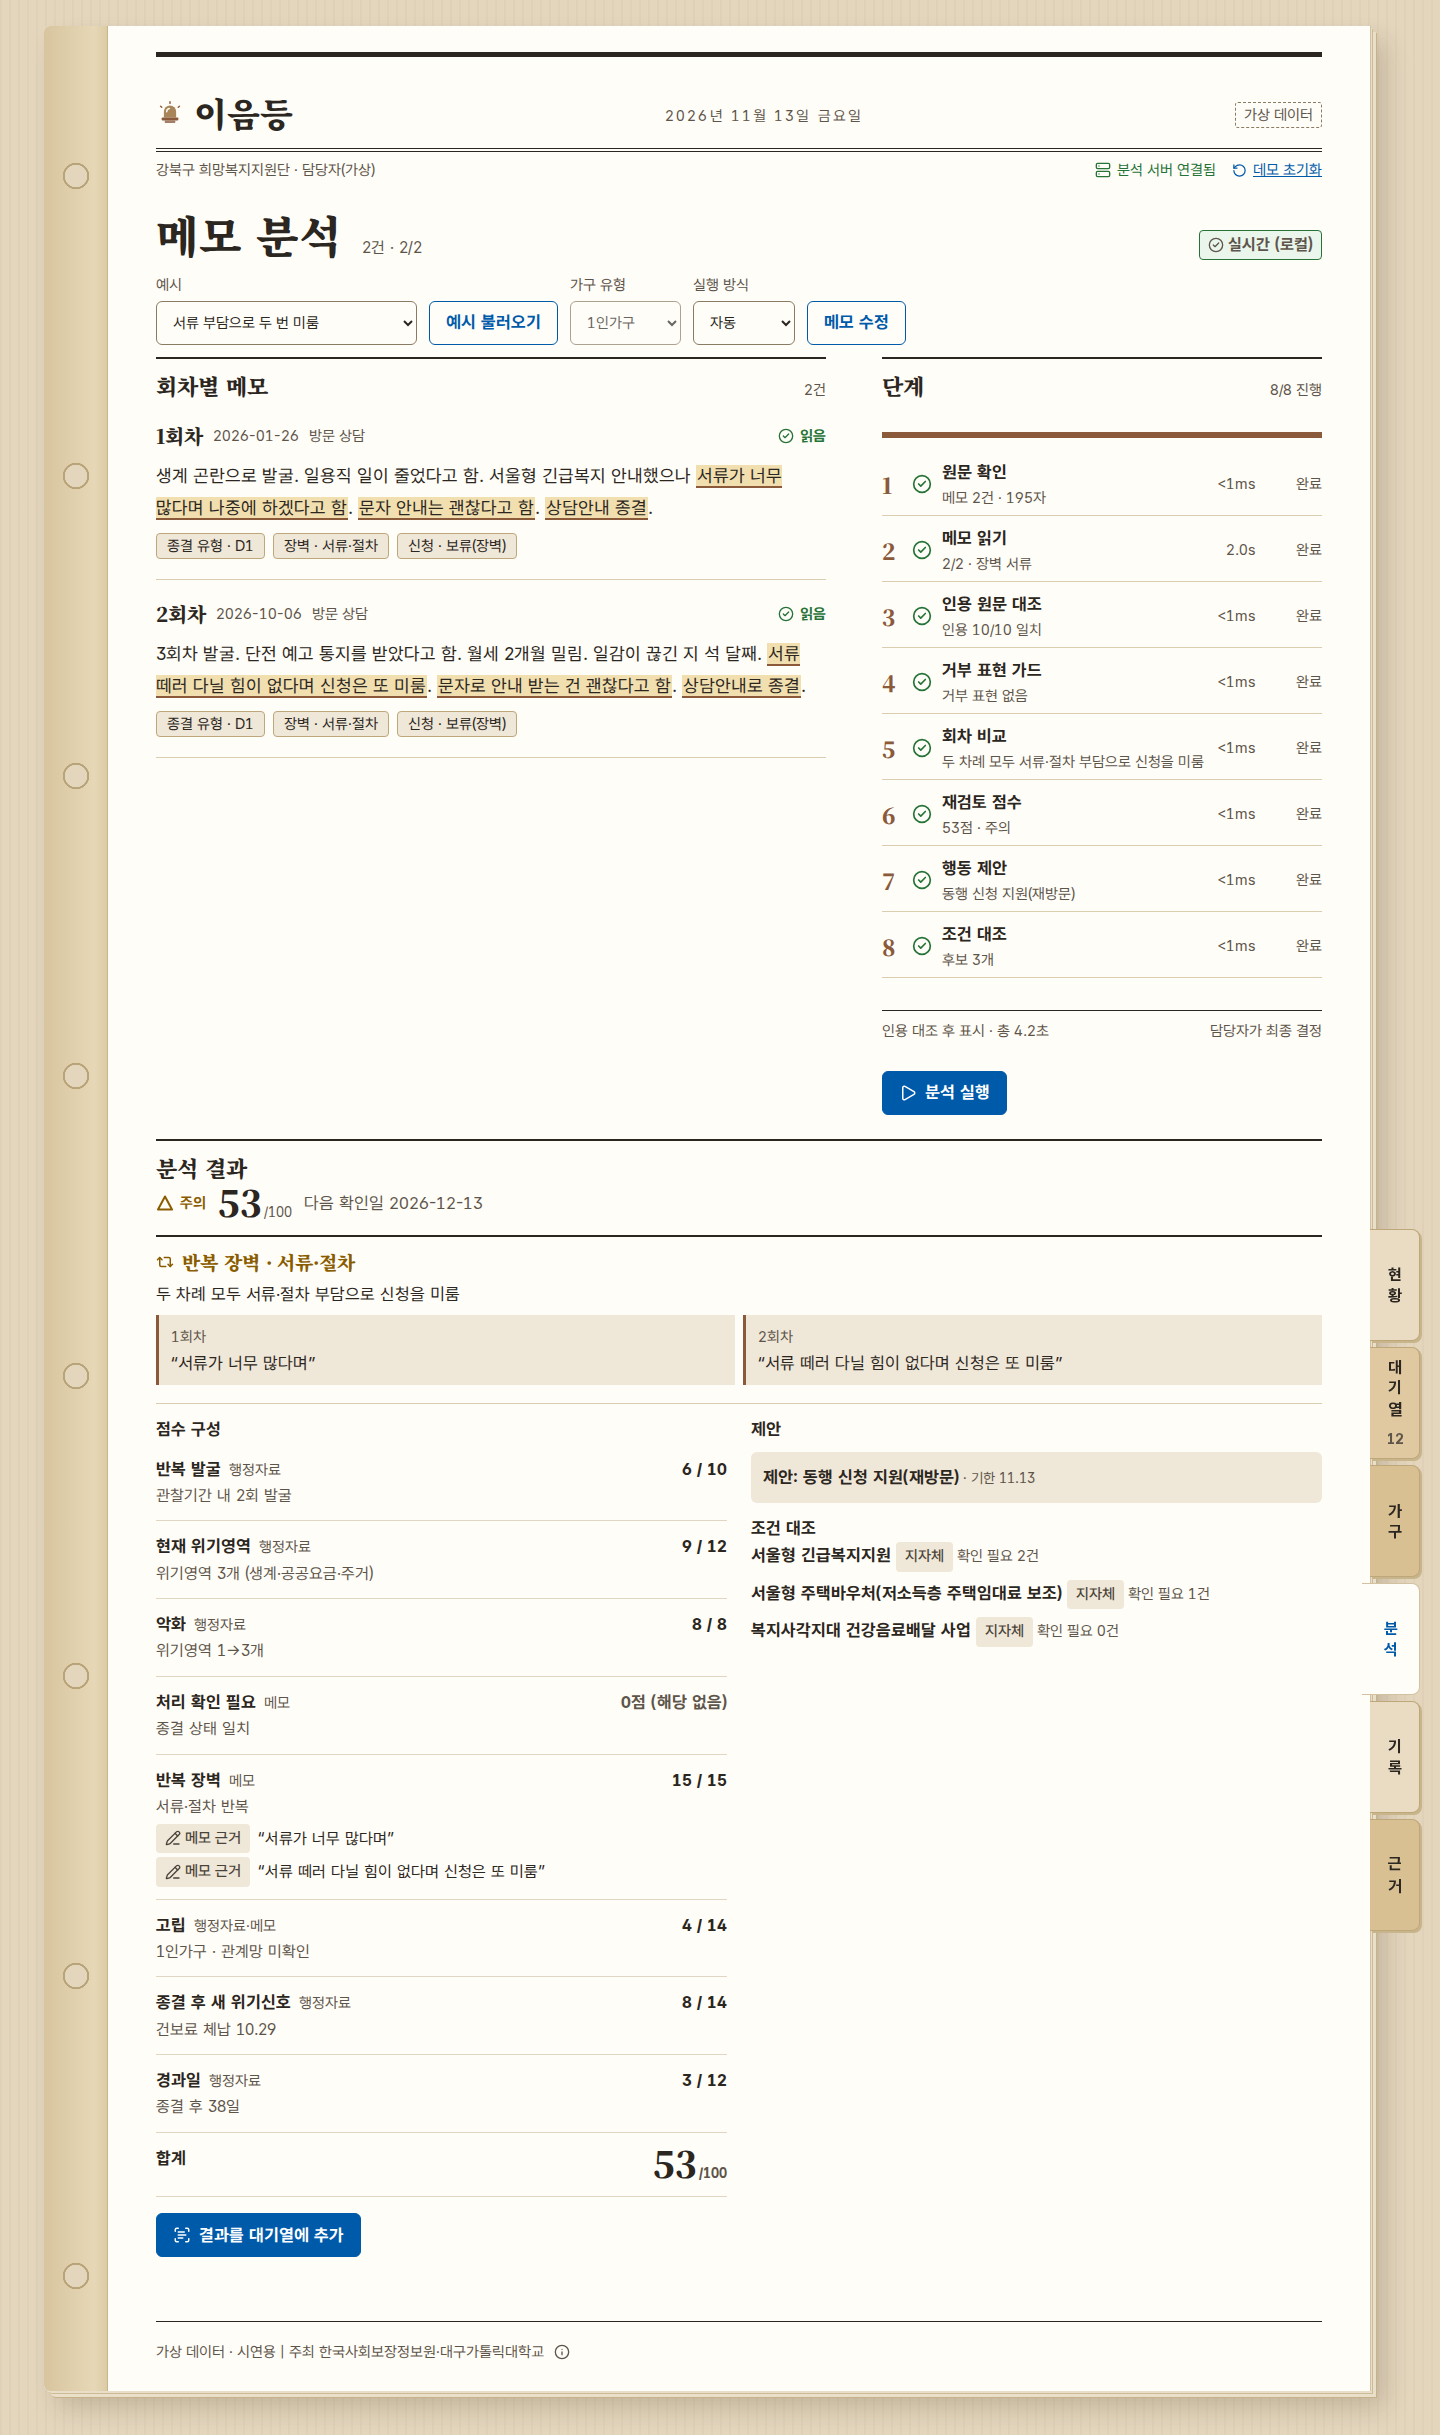 이음등
2026년 11월 13일 금요일
가상 데이터
강북구 희망복지지원단 · 담당자(가상)
분석 서버 연결됨
데모 초기화
메모 분석
2건 · 2/2
실시간 (로컬)
예시
가구 유형
실행 방식
서류 부담으로 두 번 미룸
예시 불러오기
1인가구
자동
메모 수정
회차별 메모
2건
1회차 2026-01-26 방문 상담
읽음
생계 곤란으로 발굴. 일용직 일이 줄었다고 함. 서울형 긴급복지 안내했으나 서류가 너무
많다며 나중에 하겠다고 함. 문자 안내는 괜찮다고 함. 상담안내 종결.
종결 유형 · D1
장벽 · 서류·절차
신청 · 보류(장벽)
2회차 2026-10-06 방문 상담
읽음
3회차 발굴. 단전 예고 통지를 받았다고 함. 월세 2개월 밀림. 일감이 끊긴 지 석 달째. 서류
떼러 다닐 힘이 없다며 신청은 또 미룸. 문자로 안내 받는 건 괜찮다고 함. 상담안내로 종결.
종결 유형 · D1
장벽 · 서류·절차
신청 · 보류(장벽)
단계
8/8 진행
1 원문 확인 <1ms 완료
메모 2건 · 195자
2 메모 읽기 2.0s 완료
2/2 · 장벽 서류
3 인용 원문 대조 <1ms 완료
인용 10/10 일치
4 거부 표현 가드 <1ms 완료
거부 표현 없음
5 회차 비교 <1ms 완료
두 차례 모두 서류·절차 부담으로 신청을 미룸
6 재검토 점수 <1ms 완료
53점 · 주의
7 행동 제안 <1ms 완료
동행 신청 지원(재방문)
8 조건 대조 <1ms 완료
후보 3개
인용 대조 후 표시 · 총 4.2초
담당자가 최종 결정
분석 실행
분석 결과
주의 53/100 다음 확인일 2026-12-13
반복 장벽 · 서류·절차
두 차례 모두 서류·절차 부담으로 신청을 미룸
1회차
“서류가 너무 많다며”
2회차
“서류 떼러 다닐 힘이 없다며 신청은 또 미룸”
점수 구성
반복 발굴 행정자료 6 / 10
관찰기간 내 2회 발굴
현재 위기영역 행정자료 9 / 12
위기영역 3개 (생계·공공요금·주거)
악화 행정자료 8 / 8
위기영역 1→3개
처리 확인 필요 메모 0점 (해당 없음)
종결 상태 일치
반복 장벽 메모 15 / 15
서류·절차 반복
메모 근거 “서류가 너무 많다며”
메모 근거 “서류 떼러 다닐 힘이 없다며 신청은 또 미룸”
고립 행정자료·메모 4 / 14
1인가구 · 관계망 미확인
종결 후 새 위기신호 행정자료 8 / 14
건보료 체납 10.29
경과일 행정자료 3 / 12
종결 후 38일
합계 53/100
제안
제안: 동행 신청 지원(재방문) · 기한 11.13
조건 대조
서울형 긴급복지지원 지자체 확인 필요 2건
서울형 주택바우처(저소득층 주택임대료 보조) 지자체 확인 필요 1건
복지사각지대 건강음료배달 사업 지자체 확인 필요 0건
결과를 대기열에 추가
가상 데이터 · 시연용 | 주최 한국사회보장정보원·대구가톨릭대학교
현황
대기열
12
가구
분석
기록
근거